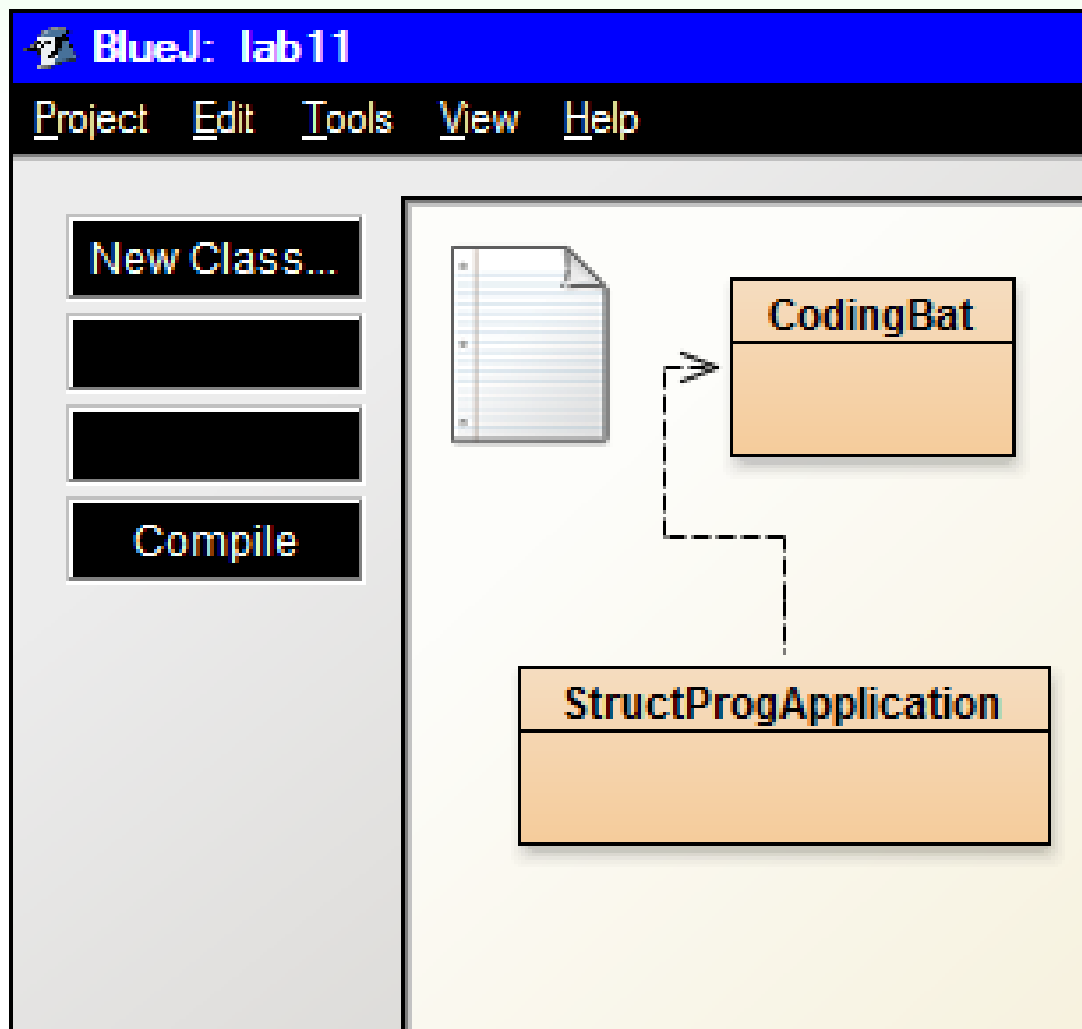 BlueJ: lab11
Project Edit Tools View Help
New Class...
Compile
CodingBat
StructProgApplication